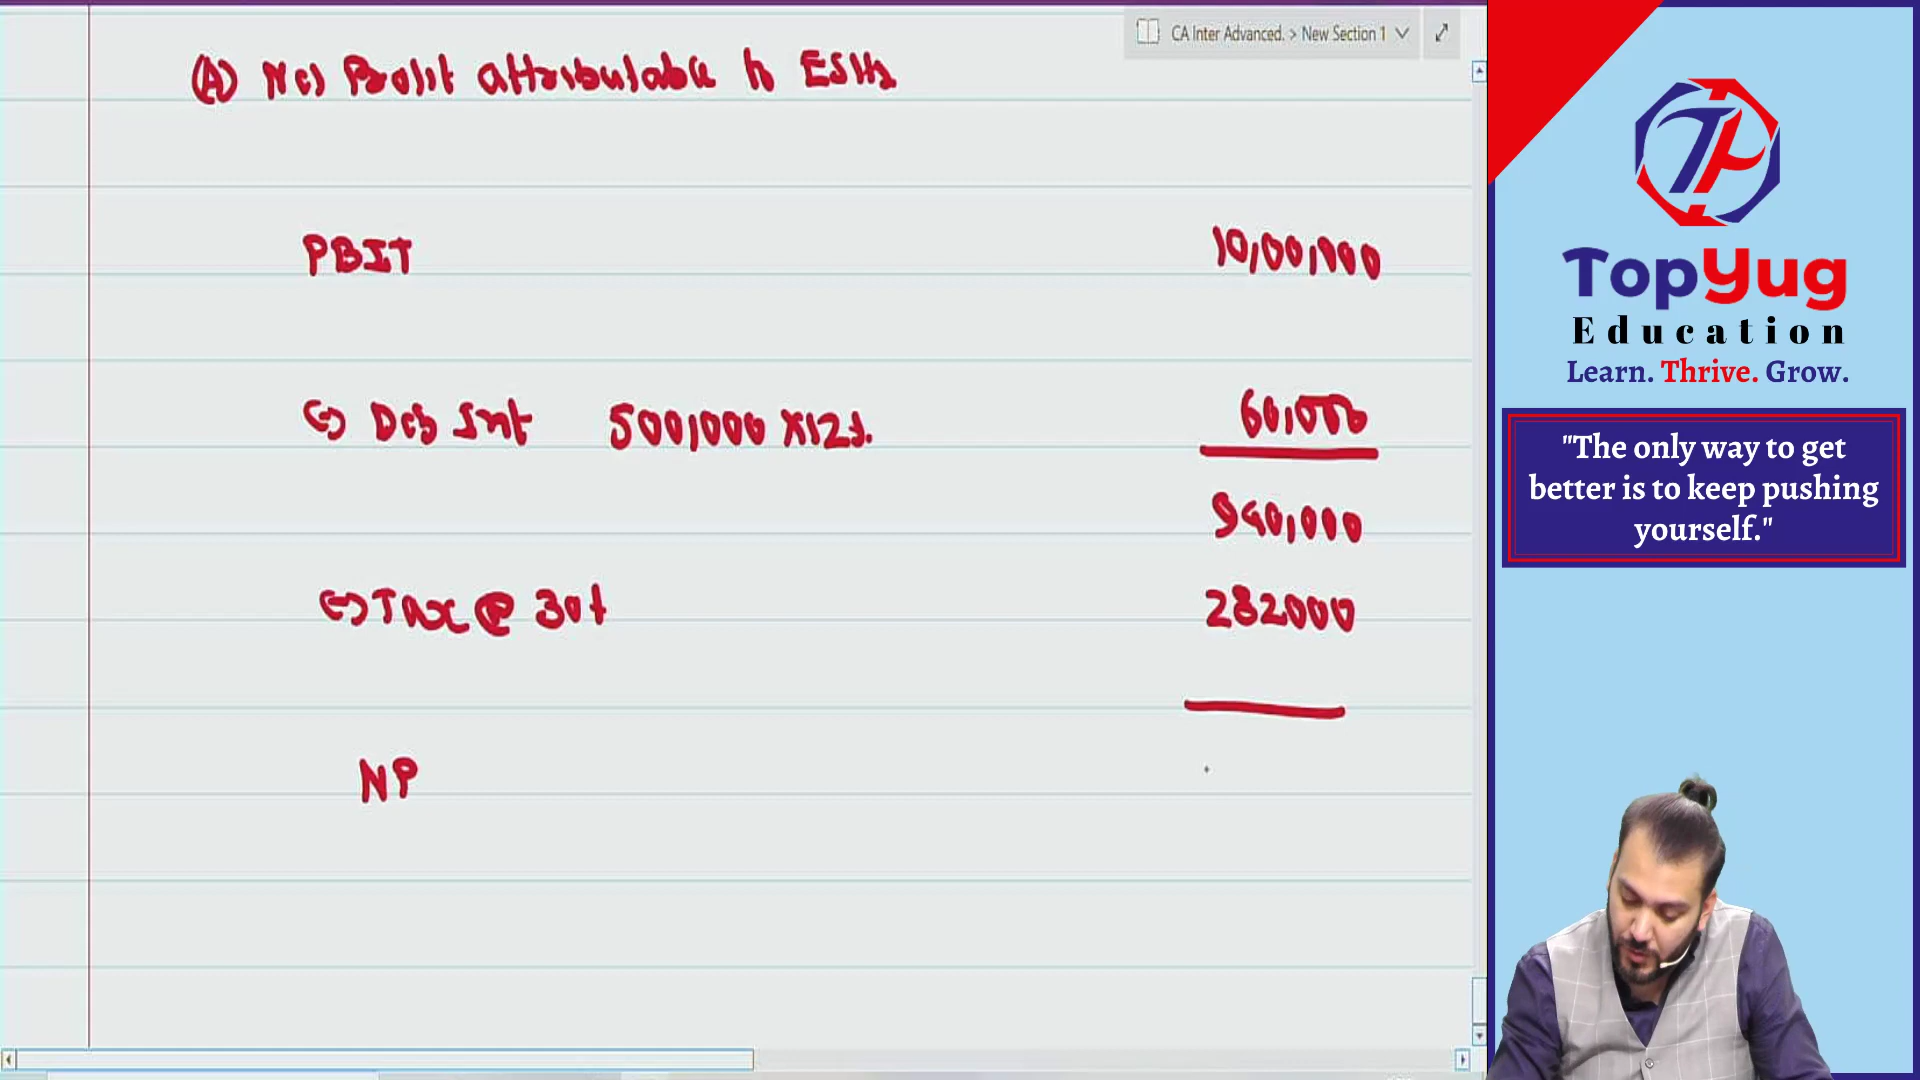 CA Inter Advanced. > New Section 1
(A) Net Profit attributable to ESHs
PBIT 10,00,000
(-) Deb Int 500,000 X12%. 60,000
940,000
(-) Tax @ 30% 282000
NP
TopYug
Education
Learn. Thrive. Grow.
"The only way to get
better is to keep pushing
yourself."